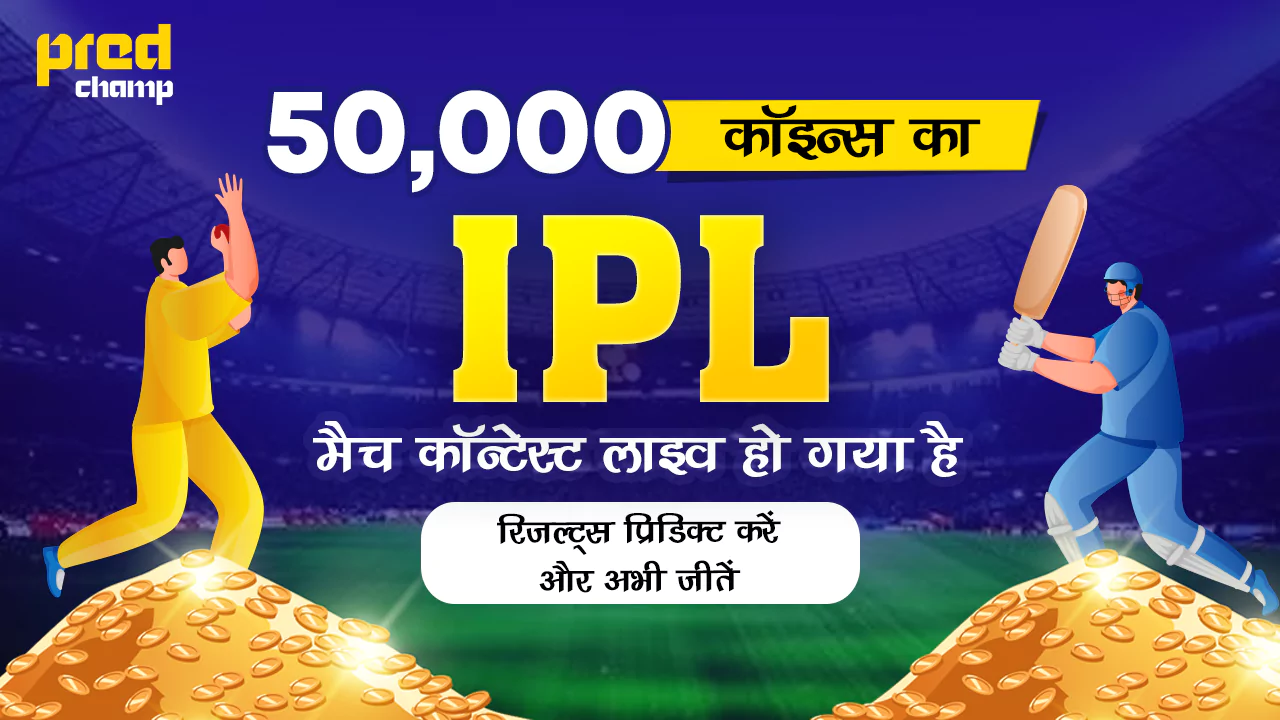 pred
champ
50,000 कॉइन्स का
IPL
मैच कॉन्टेस्ट लाइव हो गया है
रिजल्ट्स प्रिडिक्ट करें
और अभी जीतें